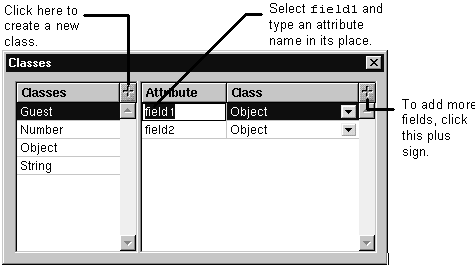 Click here to
create a new
class.
Select field1 and
type an attribute
name in its place.
Classes
Classes
Attribute
Class
Guest
field1
Object
Number
field2
Object
Object
String
To add more
fields, click
this plus
sign.